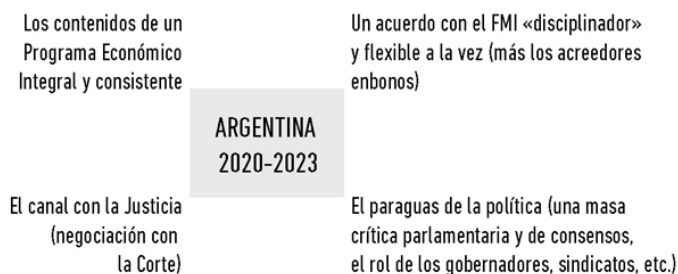 Los contenidos de un
Programa Económico
Integral y consistente
Un acuerdo con el FMI «disciplinador»
y flexible a la vez (más los acreedores
enbonos)
ARGENTINA
2020-2023
El canal con la Justicia
(negociación con
la Corte)
El paraguas de la política (una masa
crítica parlamentaria y de consensos,
el rol de los gobernadores, sindicatos, etc.)